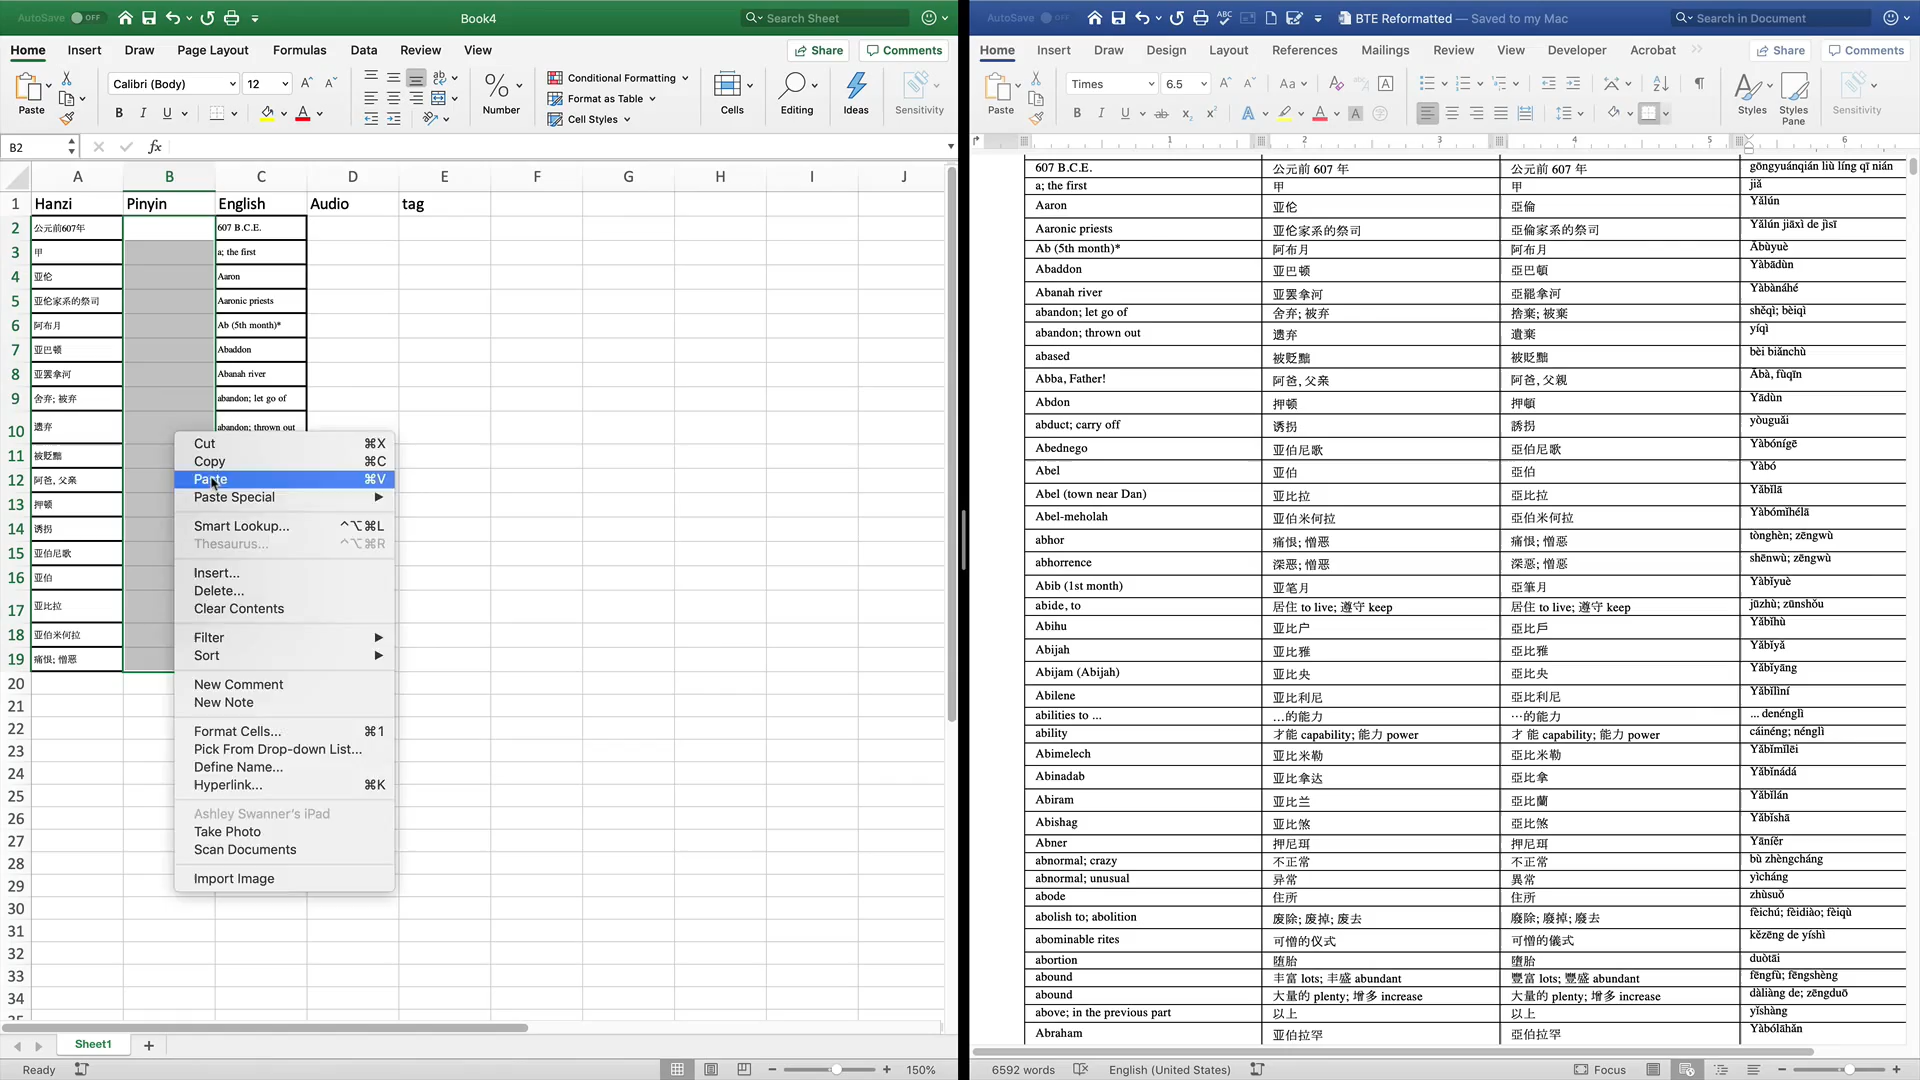 AutoSave OFF
Book4
Search Sheet
Home Insert Draw Page Layout Formulas Data Review View
Share Comments
Paste
Calibri (Body) 12
B I U
Number
Conditional Formatting
Format as Table
Cell Styles
Cells
Editing
Ideas
Sensitivity
B2
fx
A B C D E F G H I J
1 Hanzi Pinyin English Audio tag
2 公元前607年 607 B.C.E.
3 甲 a; the first
4 亚伦 Aaron
5 亚伦家系的祭司 Aaronic priests
6 阿布月 Ab (5th month)*
7 亚巴顿 Abaddon
8 亚罢拿河 Abanah river
9 舍弃; 被弃 abandon; let go of
10 遗弃 abandon; thrown out
11 被贬黜
12 阿爸, 父亲
13 押顿
14 诱拐
15 亚伯尼歌
16 亚伯
17 亚比拉
18 亚伯米何拉
19 痛恨; 憎恶
20
21
22
23
24
25
26
27
28
29
30
31
32
33
34
Cut ⌘X
Copy ⌘C
Paste ⌘V
Paste Special
Smart Lookup... ^⌥⌘L
Thesaurus... ^⌥⌘R
Insert...
Delete...
Clear Contents
Filter
Sort
New Comment
New Note
Format Cells... ⌘1
Pick From Drop-down List...
Define Name...
Hyperlink... ⌘K
Ashley Swanner's iPad
Take Photo
Scan Documents
Import Image
Sheet1
Ready
150%
AutoSave OFF
BTE Reformatted — Saved to my Mac
Search in Document
Home Insert Draw Design Layout References Mailings Review View Developer Acrobat
Share Comments
Paste
Times 6.5
Aa
B I U ab x₂ x²
Styles
Styles Pane
Sensitivity
1 2 3 4 5 6
607 B.C.E. 公元前 607 年 公元前 607 年 gōngyuánqián liù líng qī nián
a; the first 甲 甲 jiǎ
Aaron 亚伦 亞倫 Yǎlún
Aaronic priests 亚伦家系的祭司 亞倫家系的祭司 Yǎlún jiāxì de jìsī
Ab (5th month)* 阿布月 阿布月 Ābùyuè
Abaddon 亚巴顿 亞巴頓 Yàbādùn
Abanah river 亚罢拿河 亞罷拿河 Yàbànáhé
abandon; let go of 舍弃; 被弃 捨棄; 被棄 shěqì; bèiqì
abandon; thrown out 遗弃 遺棄 yíqì
abased 被贬黜 被貶黜 bèi biǎnchù
Abba, Father! 阿爸, 父亲 阿爸, 父親 Ābà, fùqīn
Abdon 押顿 押頓 Yādùn
abduct; carry off 诱拐 誘拐 yòuguǎi
Abednego 亚伯尼歌 亞伯尼歌 Yàbónígē
Abel 亚伯 亞伯 Yàbó
Abel (town near Dan) 亚比拉 亞比拉 Yǎbǐlā
Abel-meholah 亚伯米何拉 亞伯米何拉 Yàbómǐhélā
abhor 痛恨; 憎恶 痛恨; 憎惡 tònghèn; zēngwù
abhorrence 深恶; 憎恶 深惡; 憎惡 shēnwù; zēngwù
Abib (1st month) 亚笔月 亞筆月 Yàbǐyuè
abide, to 居住 to live; 遵守 keep 居住 to live; 遵守 keep jūzhù; zūnshǒu
Abihu 亚比户 亞比戶 Yǎbǐhù
Abijah 亚比雅 亞比雅 Yǎbǐyǎ
Abijam (Abijah) 亚比央 亞比央 Yǎbǐyāng
Abilene 亚比利尼 亞比利尼 Yǎbǐlìní
abilities to ... …的能力 …的能力 ... denénglì
ability 才能 capability; 能力 power 才 能 capability; 能力 power cáinéng; nénglì
Abimelech 亚比米勒 亞比米勒 Yǎbǐmǐlēi
Abinadab 亚比拿达 亞比拿 Yǎbǐnádá
Abiram 亚比兰 亞比蘭 Yǎbǐlán
Abishag 亚比煞 亞比煞 Yǎbǐshā
Abner 押尼珥 押尼珥 Yāníěr
abnormal; crazy 不正常 不正常 bù zhèngcháng
abnormal; unusual 异常 異常 yìcháng
abode 住所 住所 zhùsuǒ
abolish to; abolition 废除; 废掉; 废去 廢除; 廢掉; 廢去 fèichú; fèidiào; fèiqù
abominable rites 可憎的仪式 可憎的儀式 kězēng de yíshì
abortion 堕胎 墮胎 duòtāi
abound 丰富 lots; 丰盛 abundant 豐富 lots; 豐盛 abundant fēngfù; fēngshèng
abound 大量的 plenty; 增多 increase 大量的 plenty; 增多 increase dàliàng de; zēngduō
above; in the previous part 以上 以上 yǐshàng
Abraham 亚伯拉罕 亞伯拉罕 Yàbólāhǎn
6592 words
English (United States)
Focus